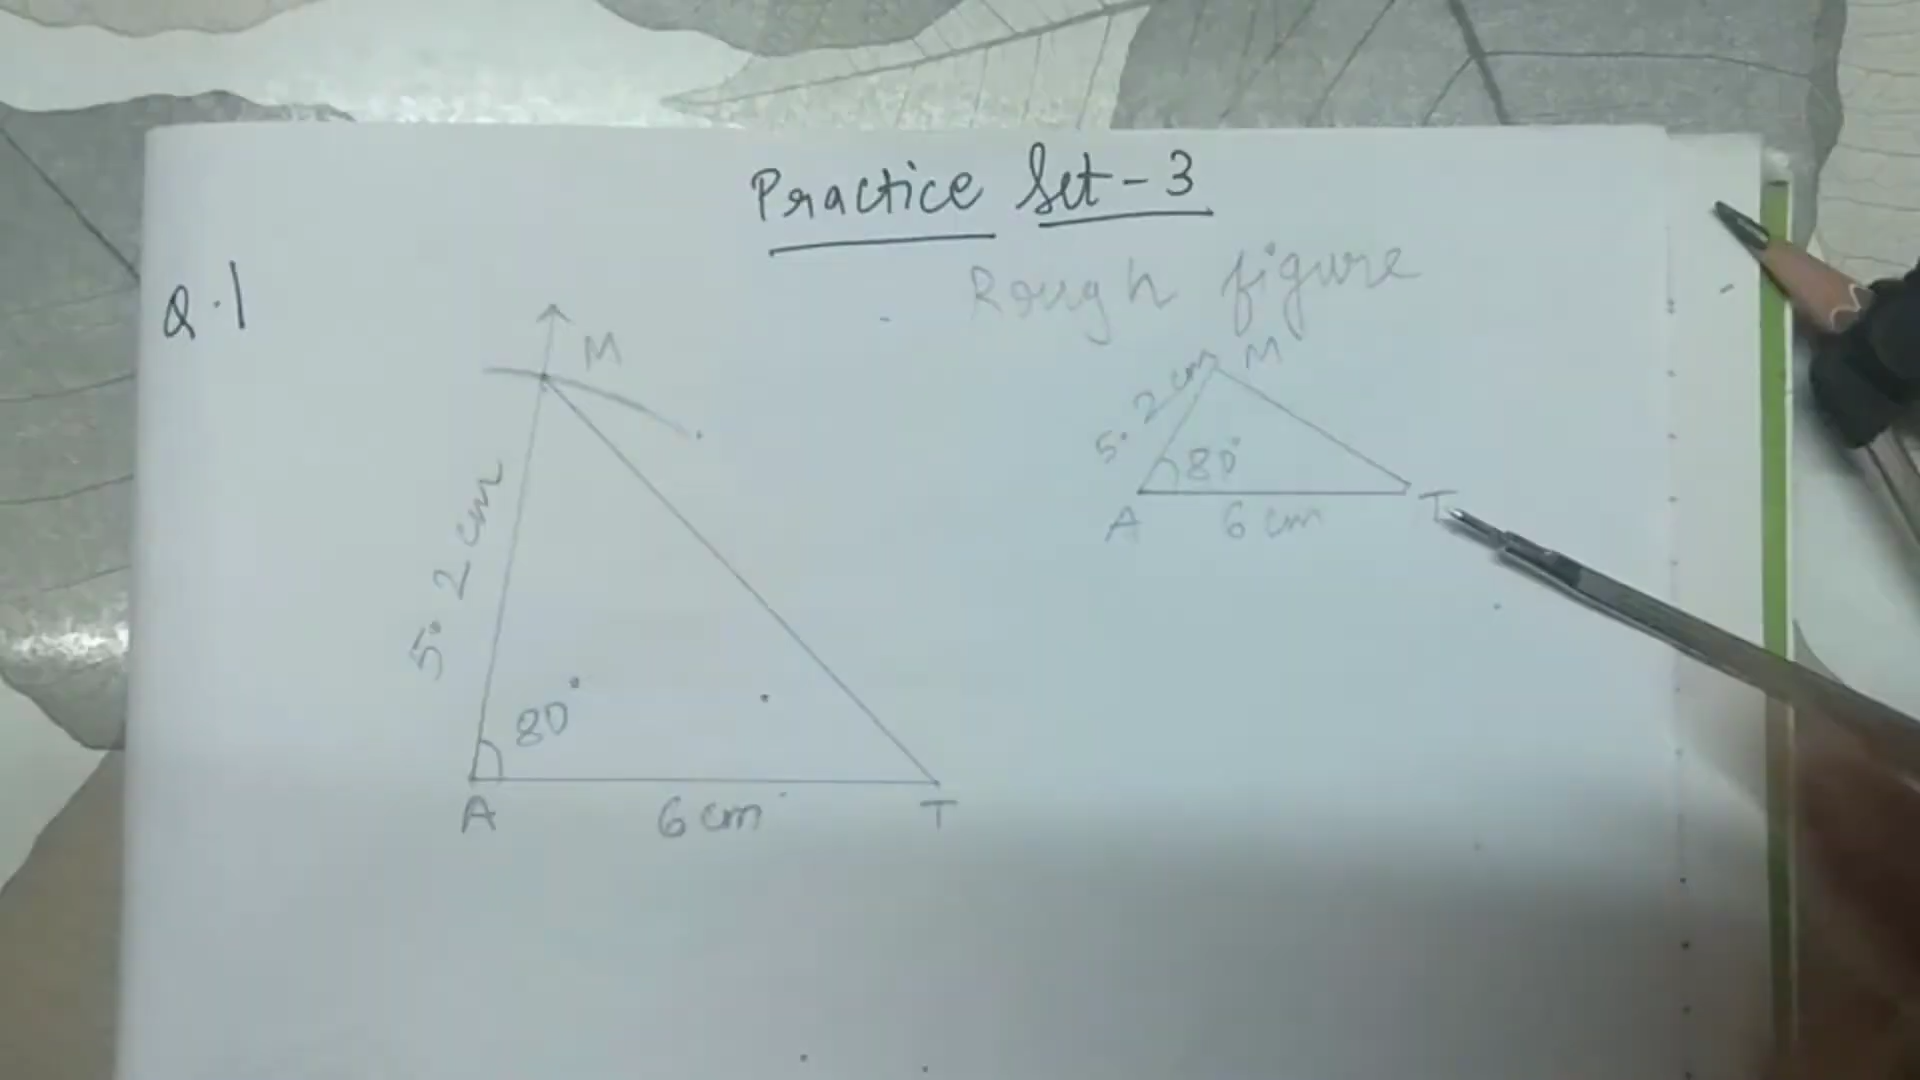 Practice Set-3
Rough figure
Q.1
M
5.2 cm
80°
A 6 cm T
M
5.2 cm
80°
A 6 cm T